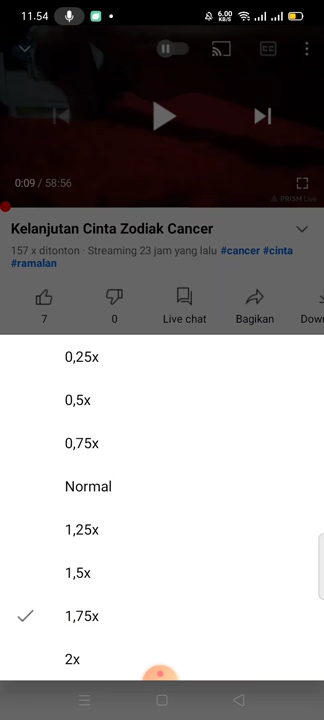 11.54
6.00
KB/S
CC
0:09 / 58:56
PRISM Live
Kelanjutan Cinta Zodiak Cancer
157 x ditonton · Streaming 23 jam yang lalu #cancer #cinta
#ramalan
7
0
Live chat
Bagikan
Down
0,25x
0,5x
0,75x
Normal
1,25x
1,5x
1,75x
2x